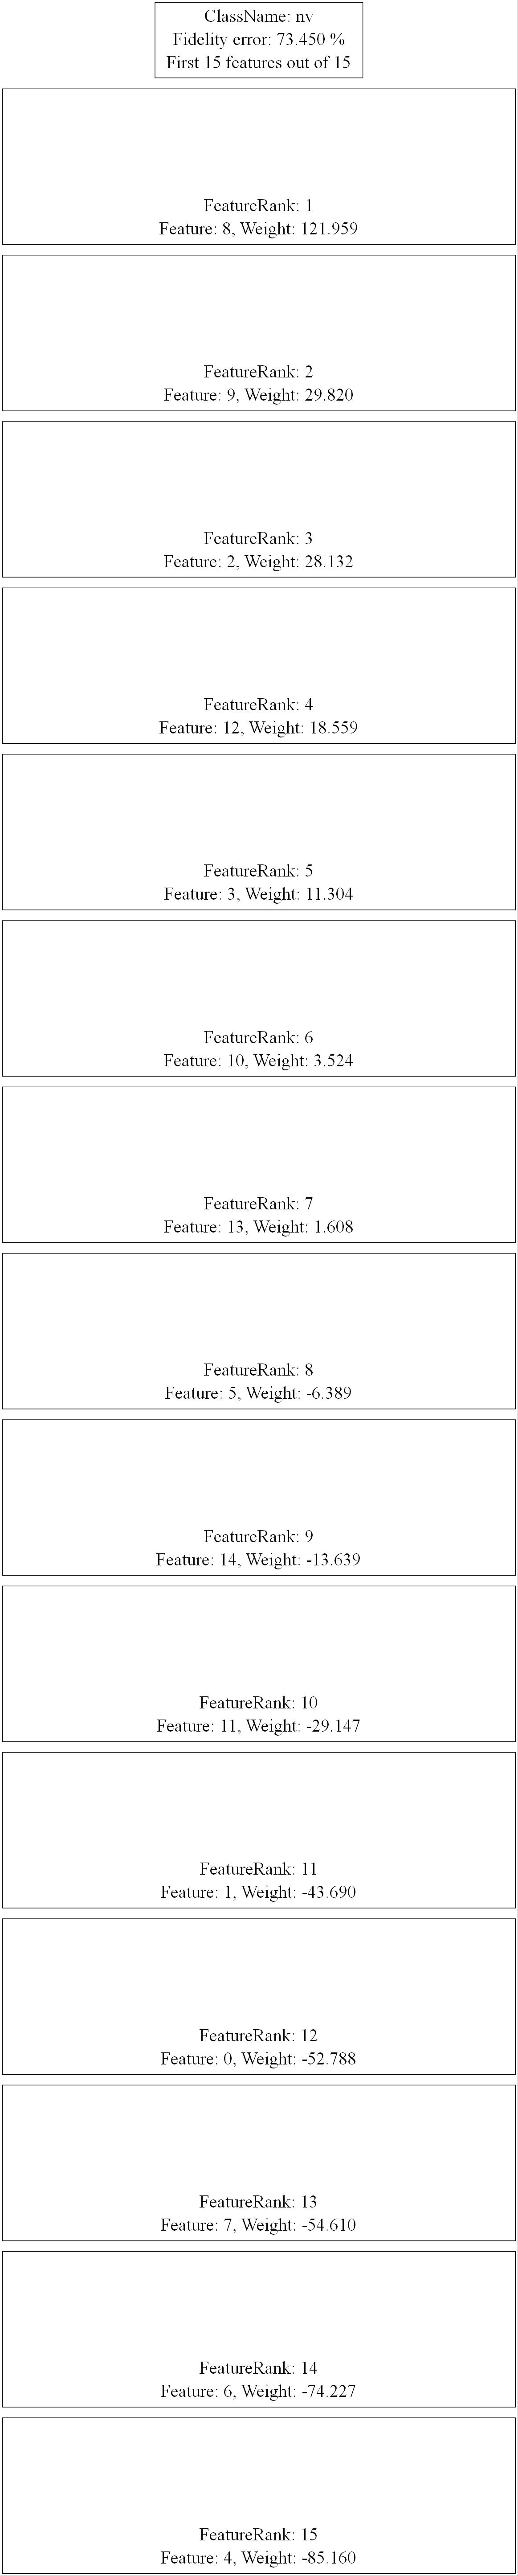 ClassName: nv
Fidelity error: 73.450 %
First 15 features out of 15
FeatureRank: 1
Feature: 8, Weight: 121.959
FeatureRank: 2
Feature: 9, Weight: 29.820
FeatureRank: 3
Feature: 2, Weight: 28.132
FeatureRank: 4
Feature: 12, Weight: 18.559
FeatureRank: 5
Feature: 3, Weight: 11.304
FeatureRank: 6
Feature: 10, Weight: 3.524
FeatureRank: 7
Feature: 13, Weight: 1.608
FeatureRank: 8
Feature: 5, Weight: -6.389
FeatureRank: 9
Feature: 14, Weight: -13.639
FeatureRank: 10
Feature: 11, Weight: -29.147
FeatureRank: 11
Feature: 1, Weight: -43.690
FeatureRank: 12
Feature: 0, Weight: -52.788
FeatureRank: 13
Feature: 7, Weight: -54.610
FeatureRank: 14
Feature: 6, Weight: -74.227
FeatureRank: 15
Feature: 4, Weight: -85.160